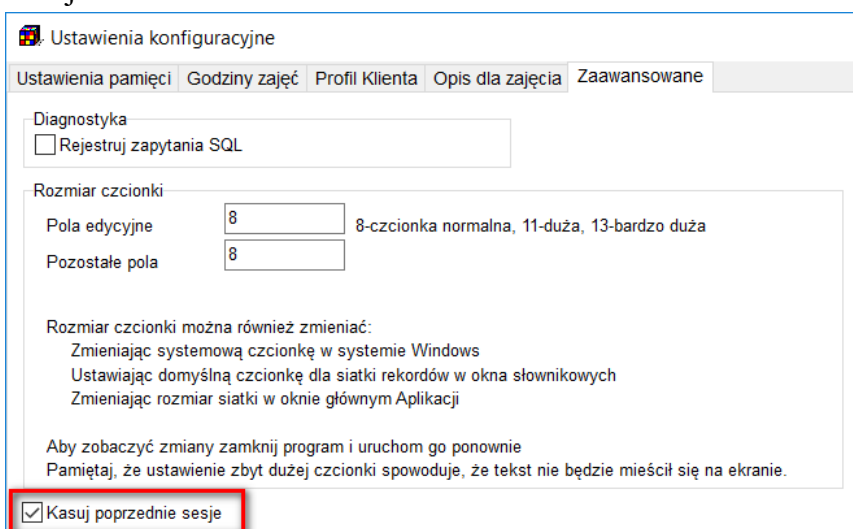 Ustawienia konfiguracyjne
Ustawienia pamięci Godziny zajęć Profil Klienta Opis dla zajęcia Zaawansowane
Diagnostyka
Rejestruj zapytania SQL
Rozmiar czcionki
Pola edycyjne 8 8-czcionka normalna, 11-duża, 13-bardzo duża
Pozostałe pola 8
Rozmiar czcionki można również zmieniać:
Zmieniając systemową czcionkę w systemie Windows
Ustawiając domyślną czcionkę dla siatki rekordów w okna słownikowych
Zmieniając rozmiar siatki w oknie głównym Aplikacji
Aby zobaczyć zmiany zamknij program i uruchom go ponownie
Pamiętaj, że ustawienie zbyt dużej czcionki spowoduje, że tekst nie będzie mieścił się na ekranie.
Kasuj poprzednie sesje